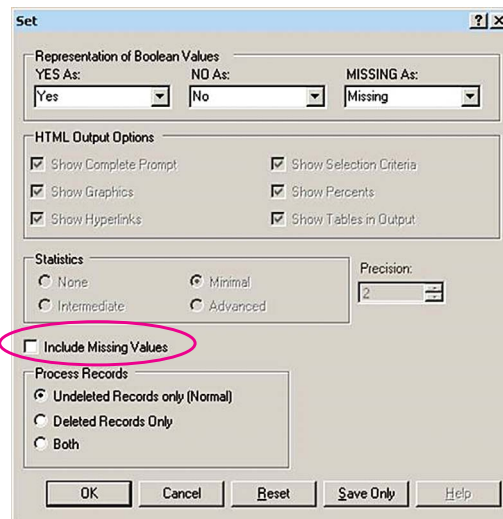 Set
Representation of Boolean Values
YES As: NO As: MISSING As:
Yes No Missing
HTML Output Options
Show Complete Prompt Show Selection Criteria
Show Graphics Show Percents
Show Hyperlinks Show Tables in Output
Statistics
None Minimal
Intermediate Advanced
Precision:
2
Include Missing Values
Process Records
Undeleted Records only (Normal)
Deleted Records Only
Both
OK Cancel Reset Save Only Help